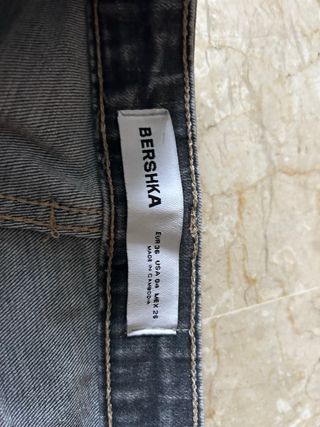 BERSHKA
EUR 36 USA 04 MEX 26
MADE IN CAMBODIA